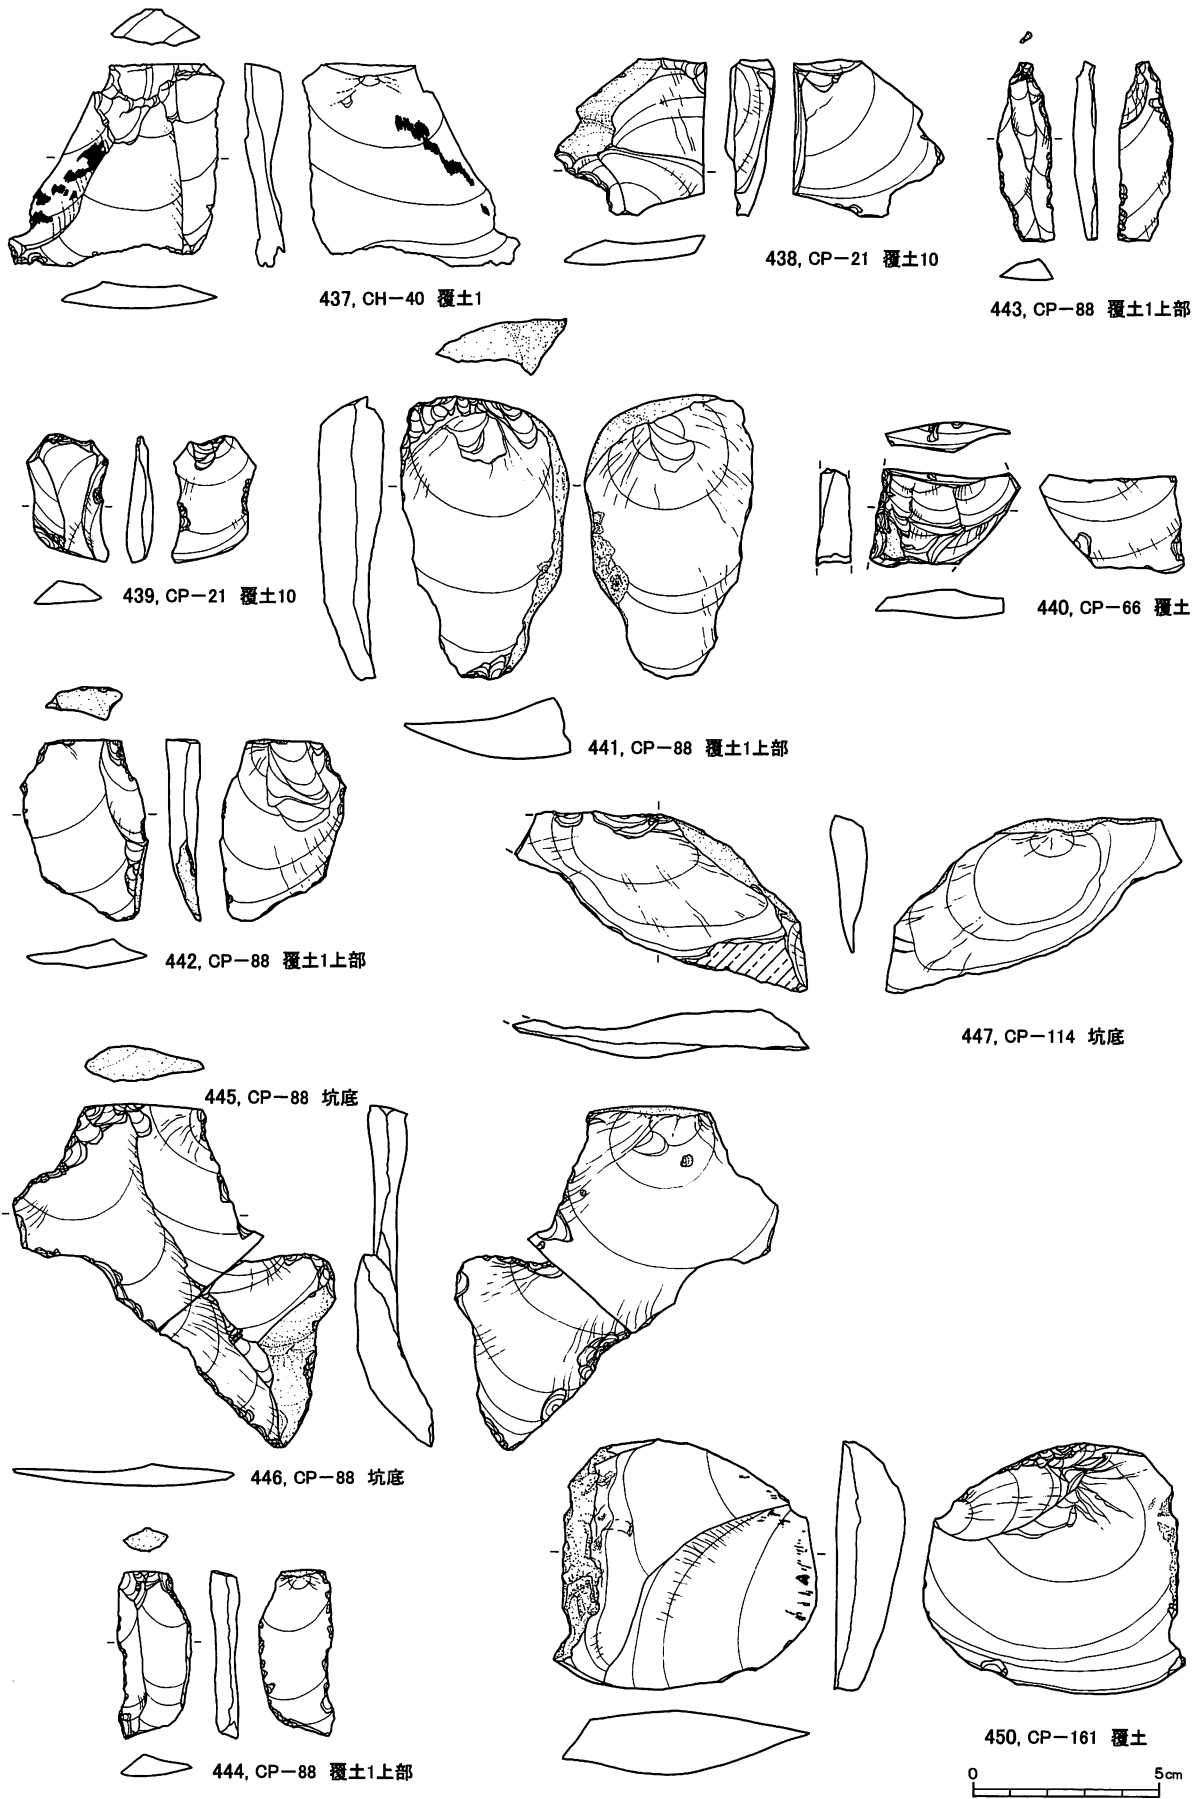 437, CH-40 覆土1
438, CP-21 覆土10
443, CP-88 覆土1上部
439, CP-21 覆土10
440, CP-66 覆土
441, CP-88 覆土1上部
442, CP-88 覆土1上部
447, CP-114 坑底
445, CP-88 坑底
446, CP-88 坑底
444, CP-88 覆土1上部
450, CP-161 覆土
0 5cm